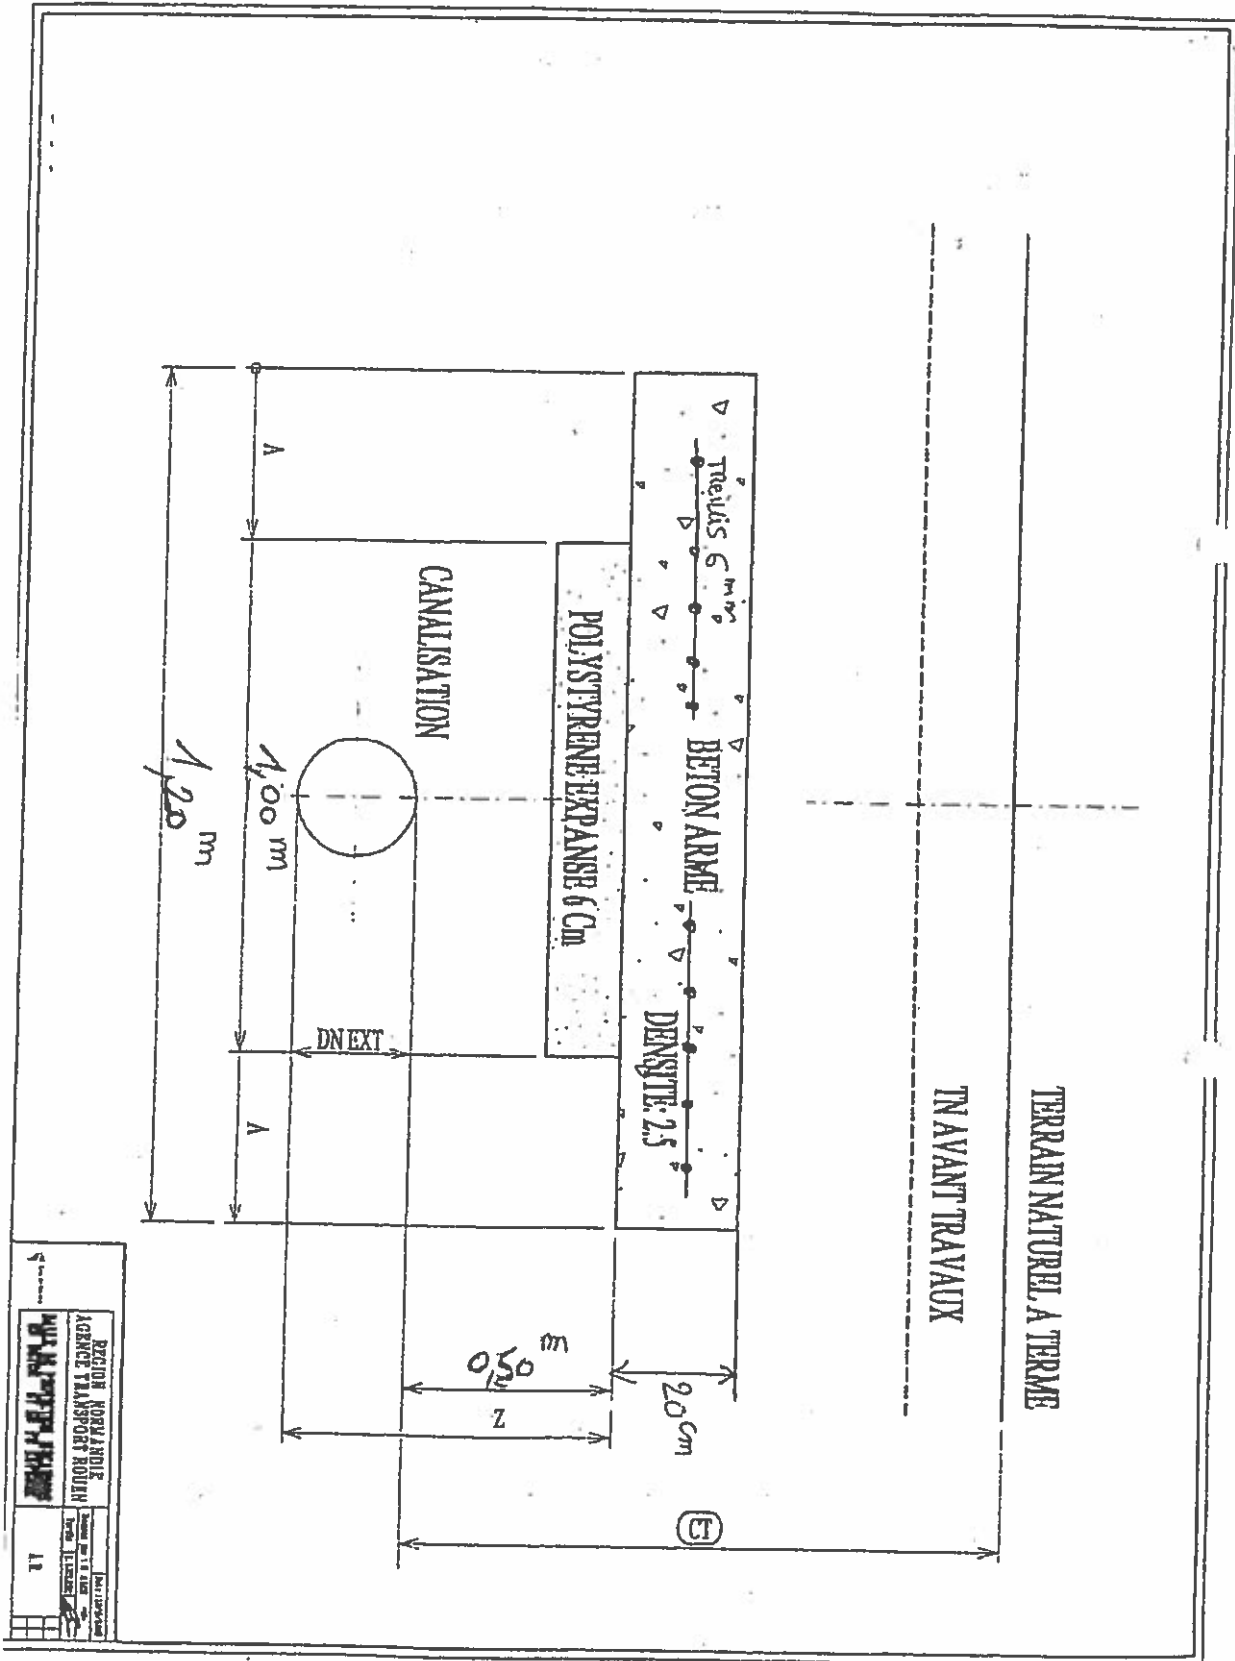 TERRAIN NATUREL A TERME
TN AVANT TRAVAUX
CT
Treillis 6 mm
BETON ARME
DENSITE: 2.5
20 cm
POLYSTYRENE EXPANSE 6 Cm
0,50 m
Z
CANALISATION
DN EXT
A
1,00 m
A
1,20 m
REGION NORMANDIE
AGENCE TRANSPORT ROUEN